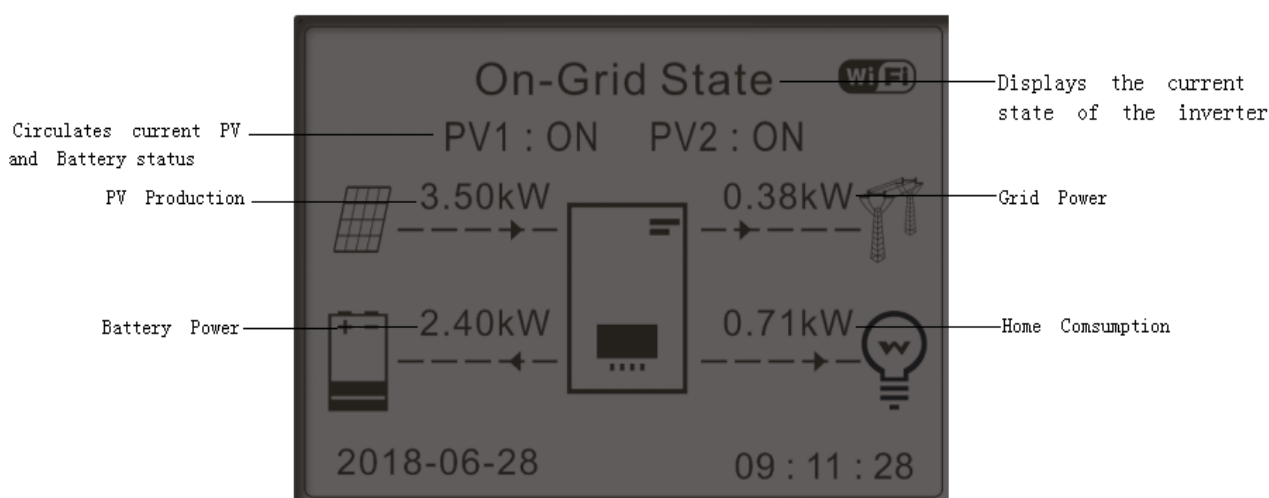 On-Grid State WiFi
Displays the current
state of the inverter
Circulates current PV
and Battery status
PV1 : ON PV2 : ON
PV Production
3.50kW
0.38kW
Grid Power
Battery Power
+ -
2.40kW
0.71kW
Home Comsumption
2018-06-28
09 : 11 : 28